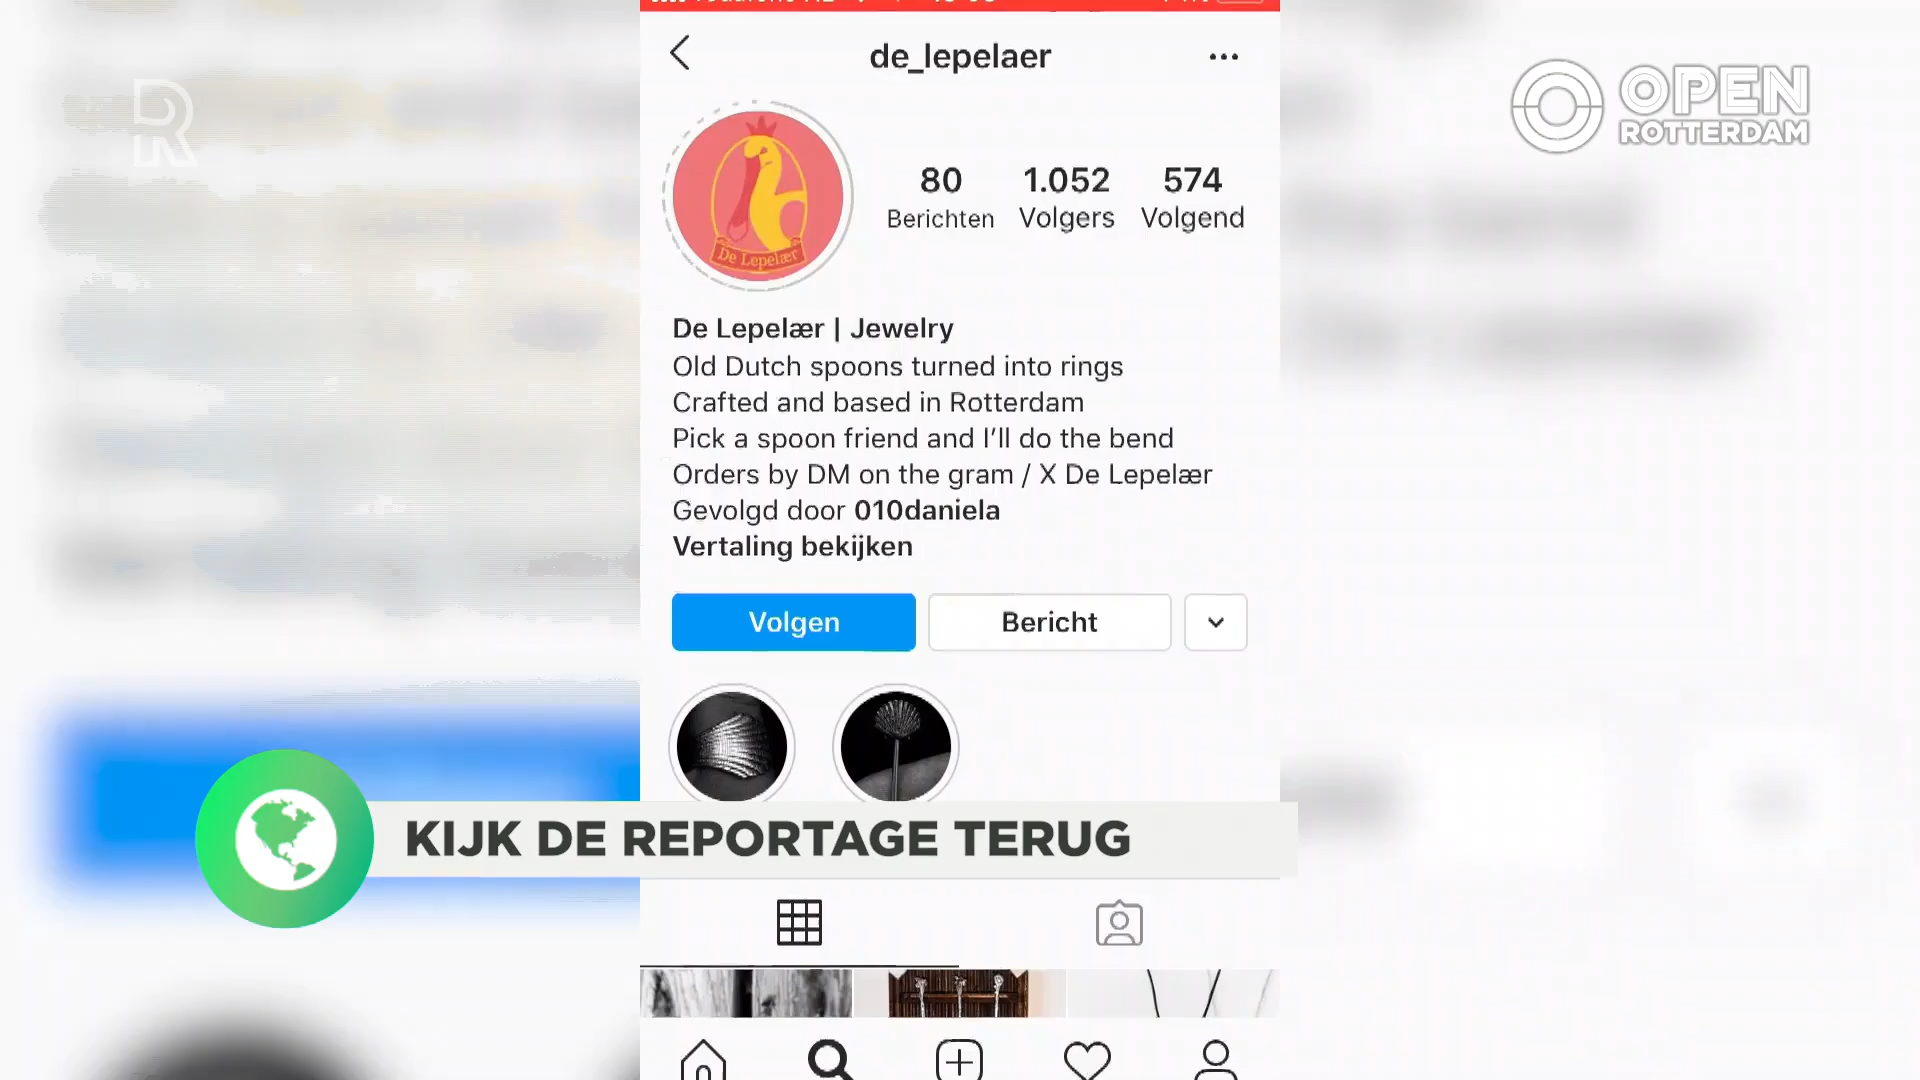 de_lepelaer
OPEN
ROTTERDAM
De Lepelær
80
Berichten
1.052
Volgers
574
Volgend
De Lepelær | Jewelry
Old Dutch spoons turned into rings
Crafted and based in Rotterdam
Pick a spoon friend and I’ll do the bend
Orders by DM on the gram / X De Lepelær
Gevolgd door 010daniela
Vertaling bekijken
Volgen
Bericht
KIJK DE REPORTAGE TERUG